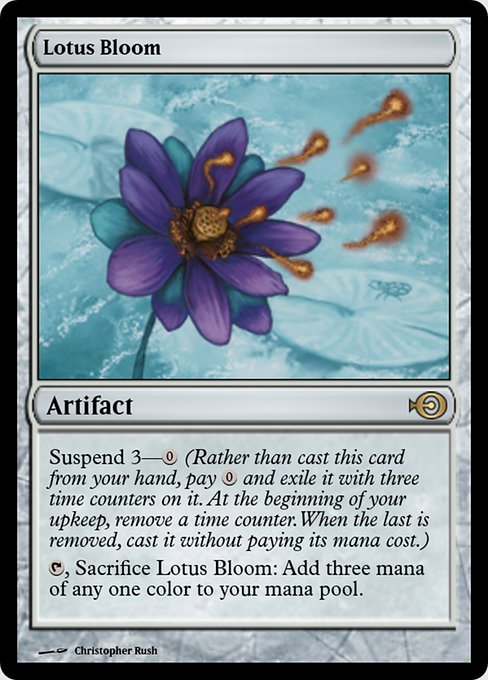 Lotus Bloom
Artifact
Suspend 3—0 (Rather than cast this card
from your hand, pay 0 and exile it with three
time counters on it. At the beginning of your
upkeep, remove a time counter. When the last is
removed, cast it without paying its mana cost.)
, Sacrifice Lotus Bloom: Add three mana
of any one color to your mana pool.
Christopher Rush